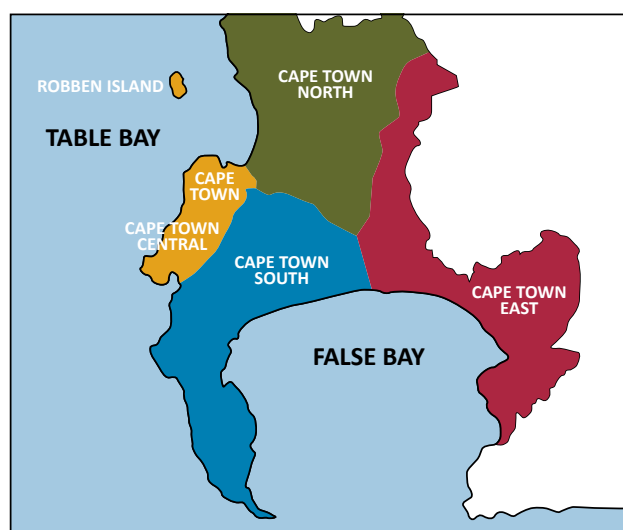 CAPE TOWN
NORTH
ROBBEN ISLAND
TABLE BAY
CAPE
TOWN
CAPE TOWN
CENTRAL
CAPE TOWN
SOUTH
CAPE TOWN
EAST
FALSE BAY